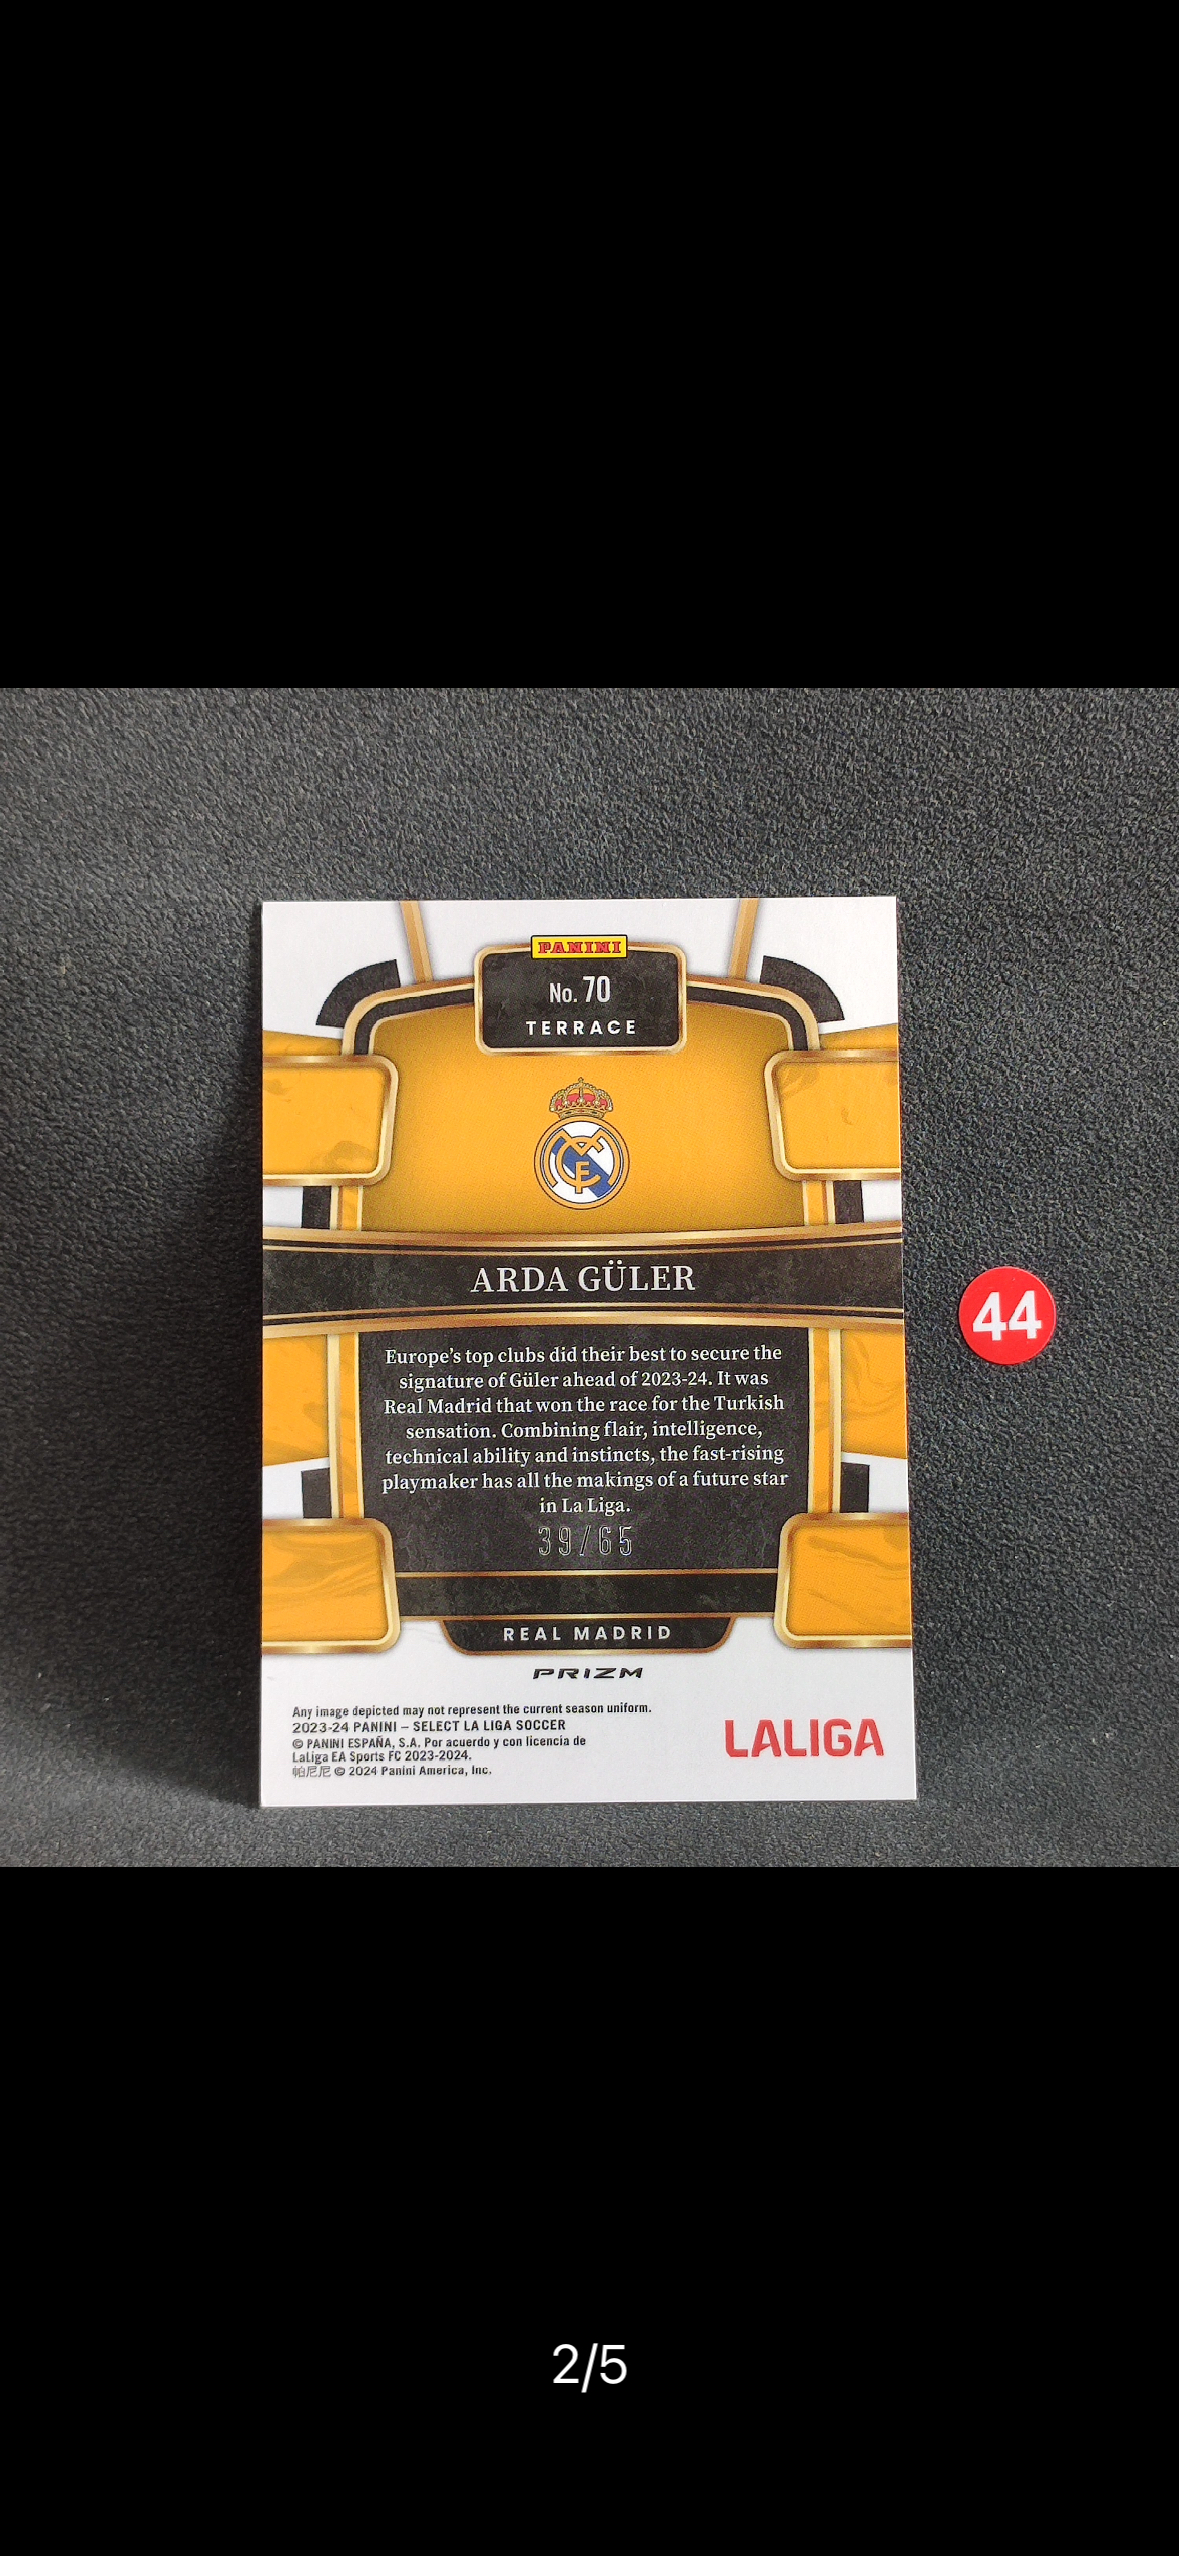 PANINI
No. 70
TERRACE
ARDA GÜLER
Europe's top clubs did their best to secure the
signature of Güler ahead of 2023-24. It was
Real Madrid that won the race for the Turkish
sensation. Combining flair, intelligence,
technical ability and instincts, the fast-rising
playmaker has all the makings of a future star
in La Liga.
39/65
REAL MADRID
PRIZM
Any image depicted may not represent the current season uniform.
2023-24 PANINI – SELECT LA LIGA SOCCER
© PANINI ESPAÑA, S.A. Por acuerdo y con licencia de
LaLiga EA Sports FC 2023-2024.
帕尼尼 © 2024 Panini America, Inc.
LALIGA
44
2/5